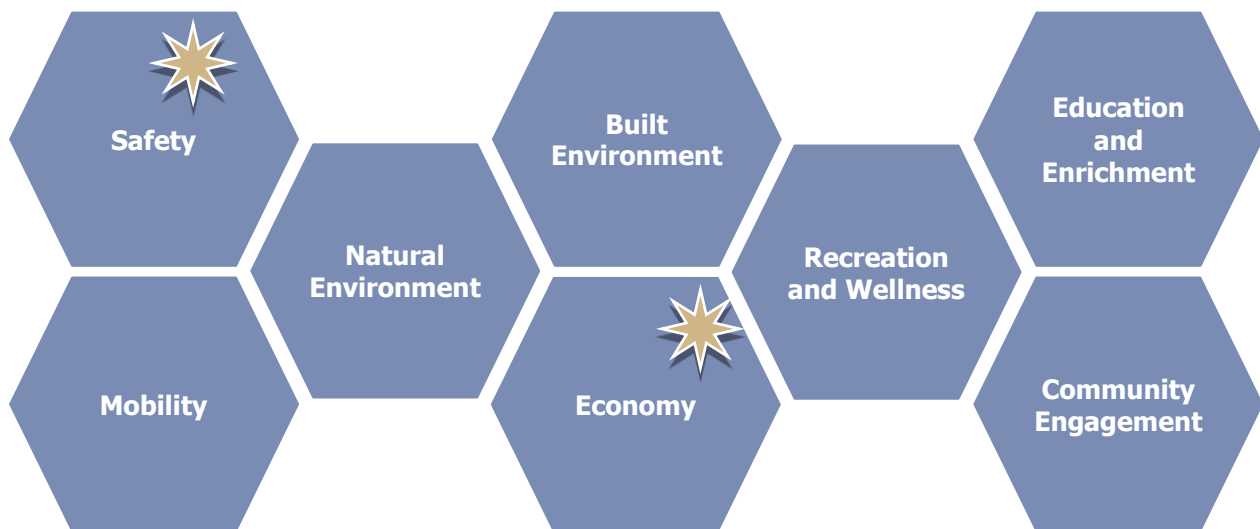 Safety
Mobility
Natural
Environment
Built
Environment
Economy
Recreation
and Wellness
Education
and
Enrichment
Community
Engagement